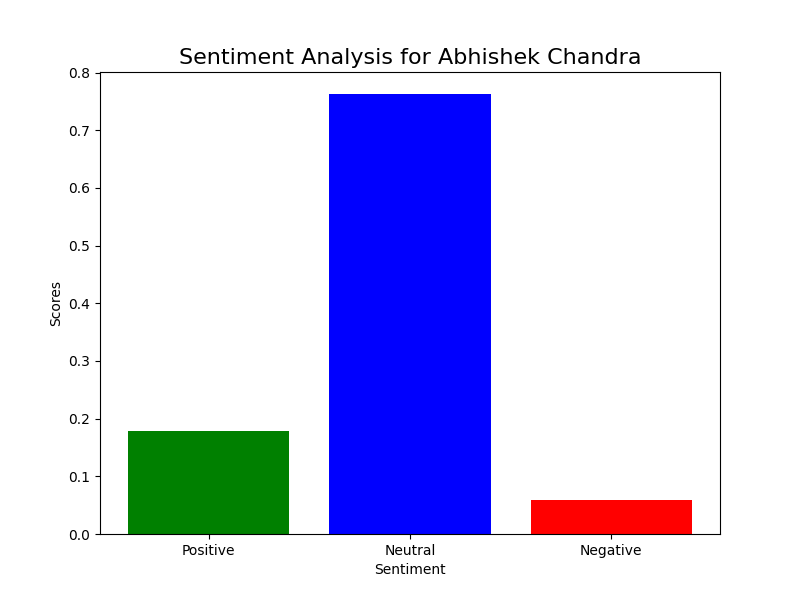 Sentiment Analysis for Abhishek Chandra
0.8
0.7
0.6
0.5
0.4
0.3
0.2
0.1
0.0
Scores
Positive Neutral Negative
Sentiment